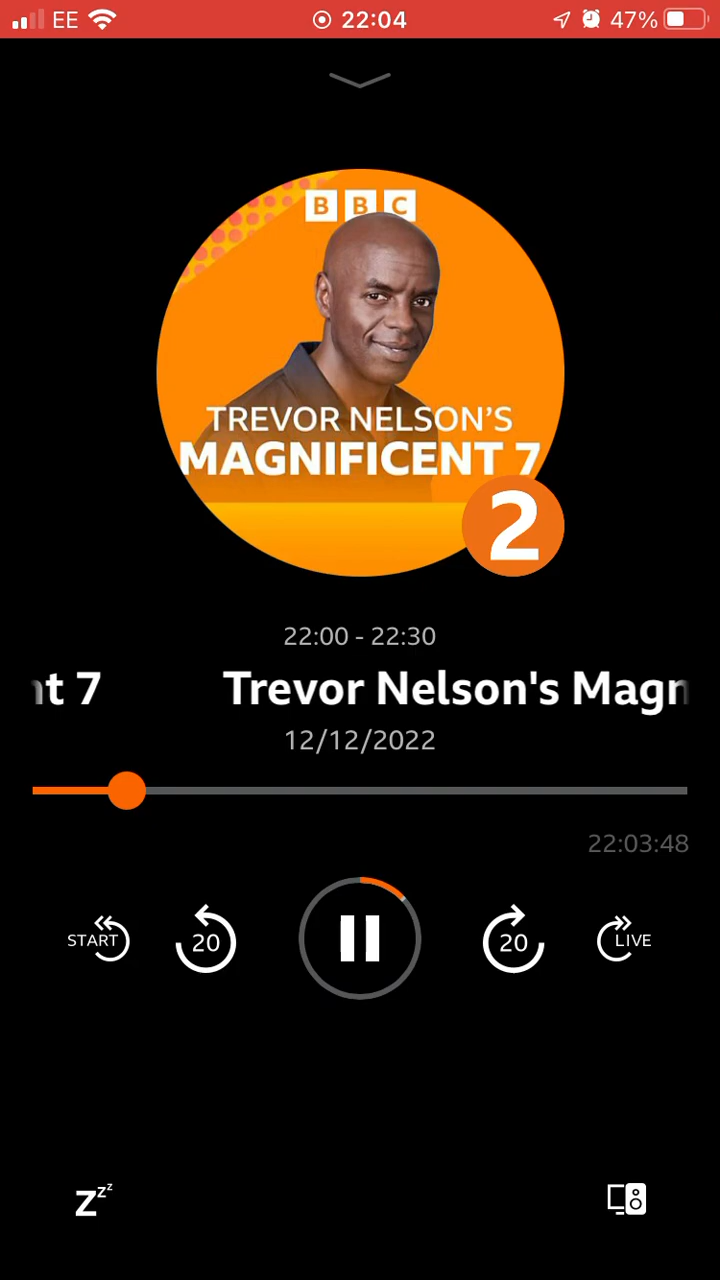 EE 22:04 47%
BBC
TREVOR NELSON'S
MAGNIFICENT 7
2
22:00 - 22:30
nt 7 Trevor Nelson's Magn
12/12/2022
22:03:48
START 20 20 LIVE
Zzz